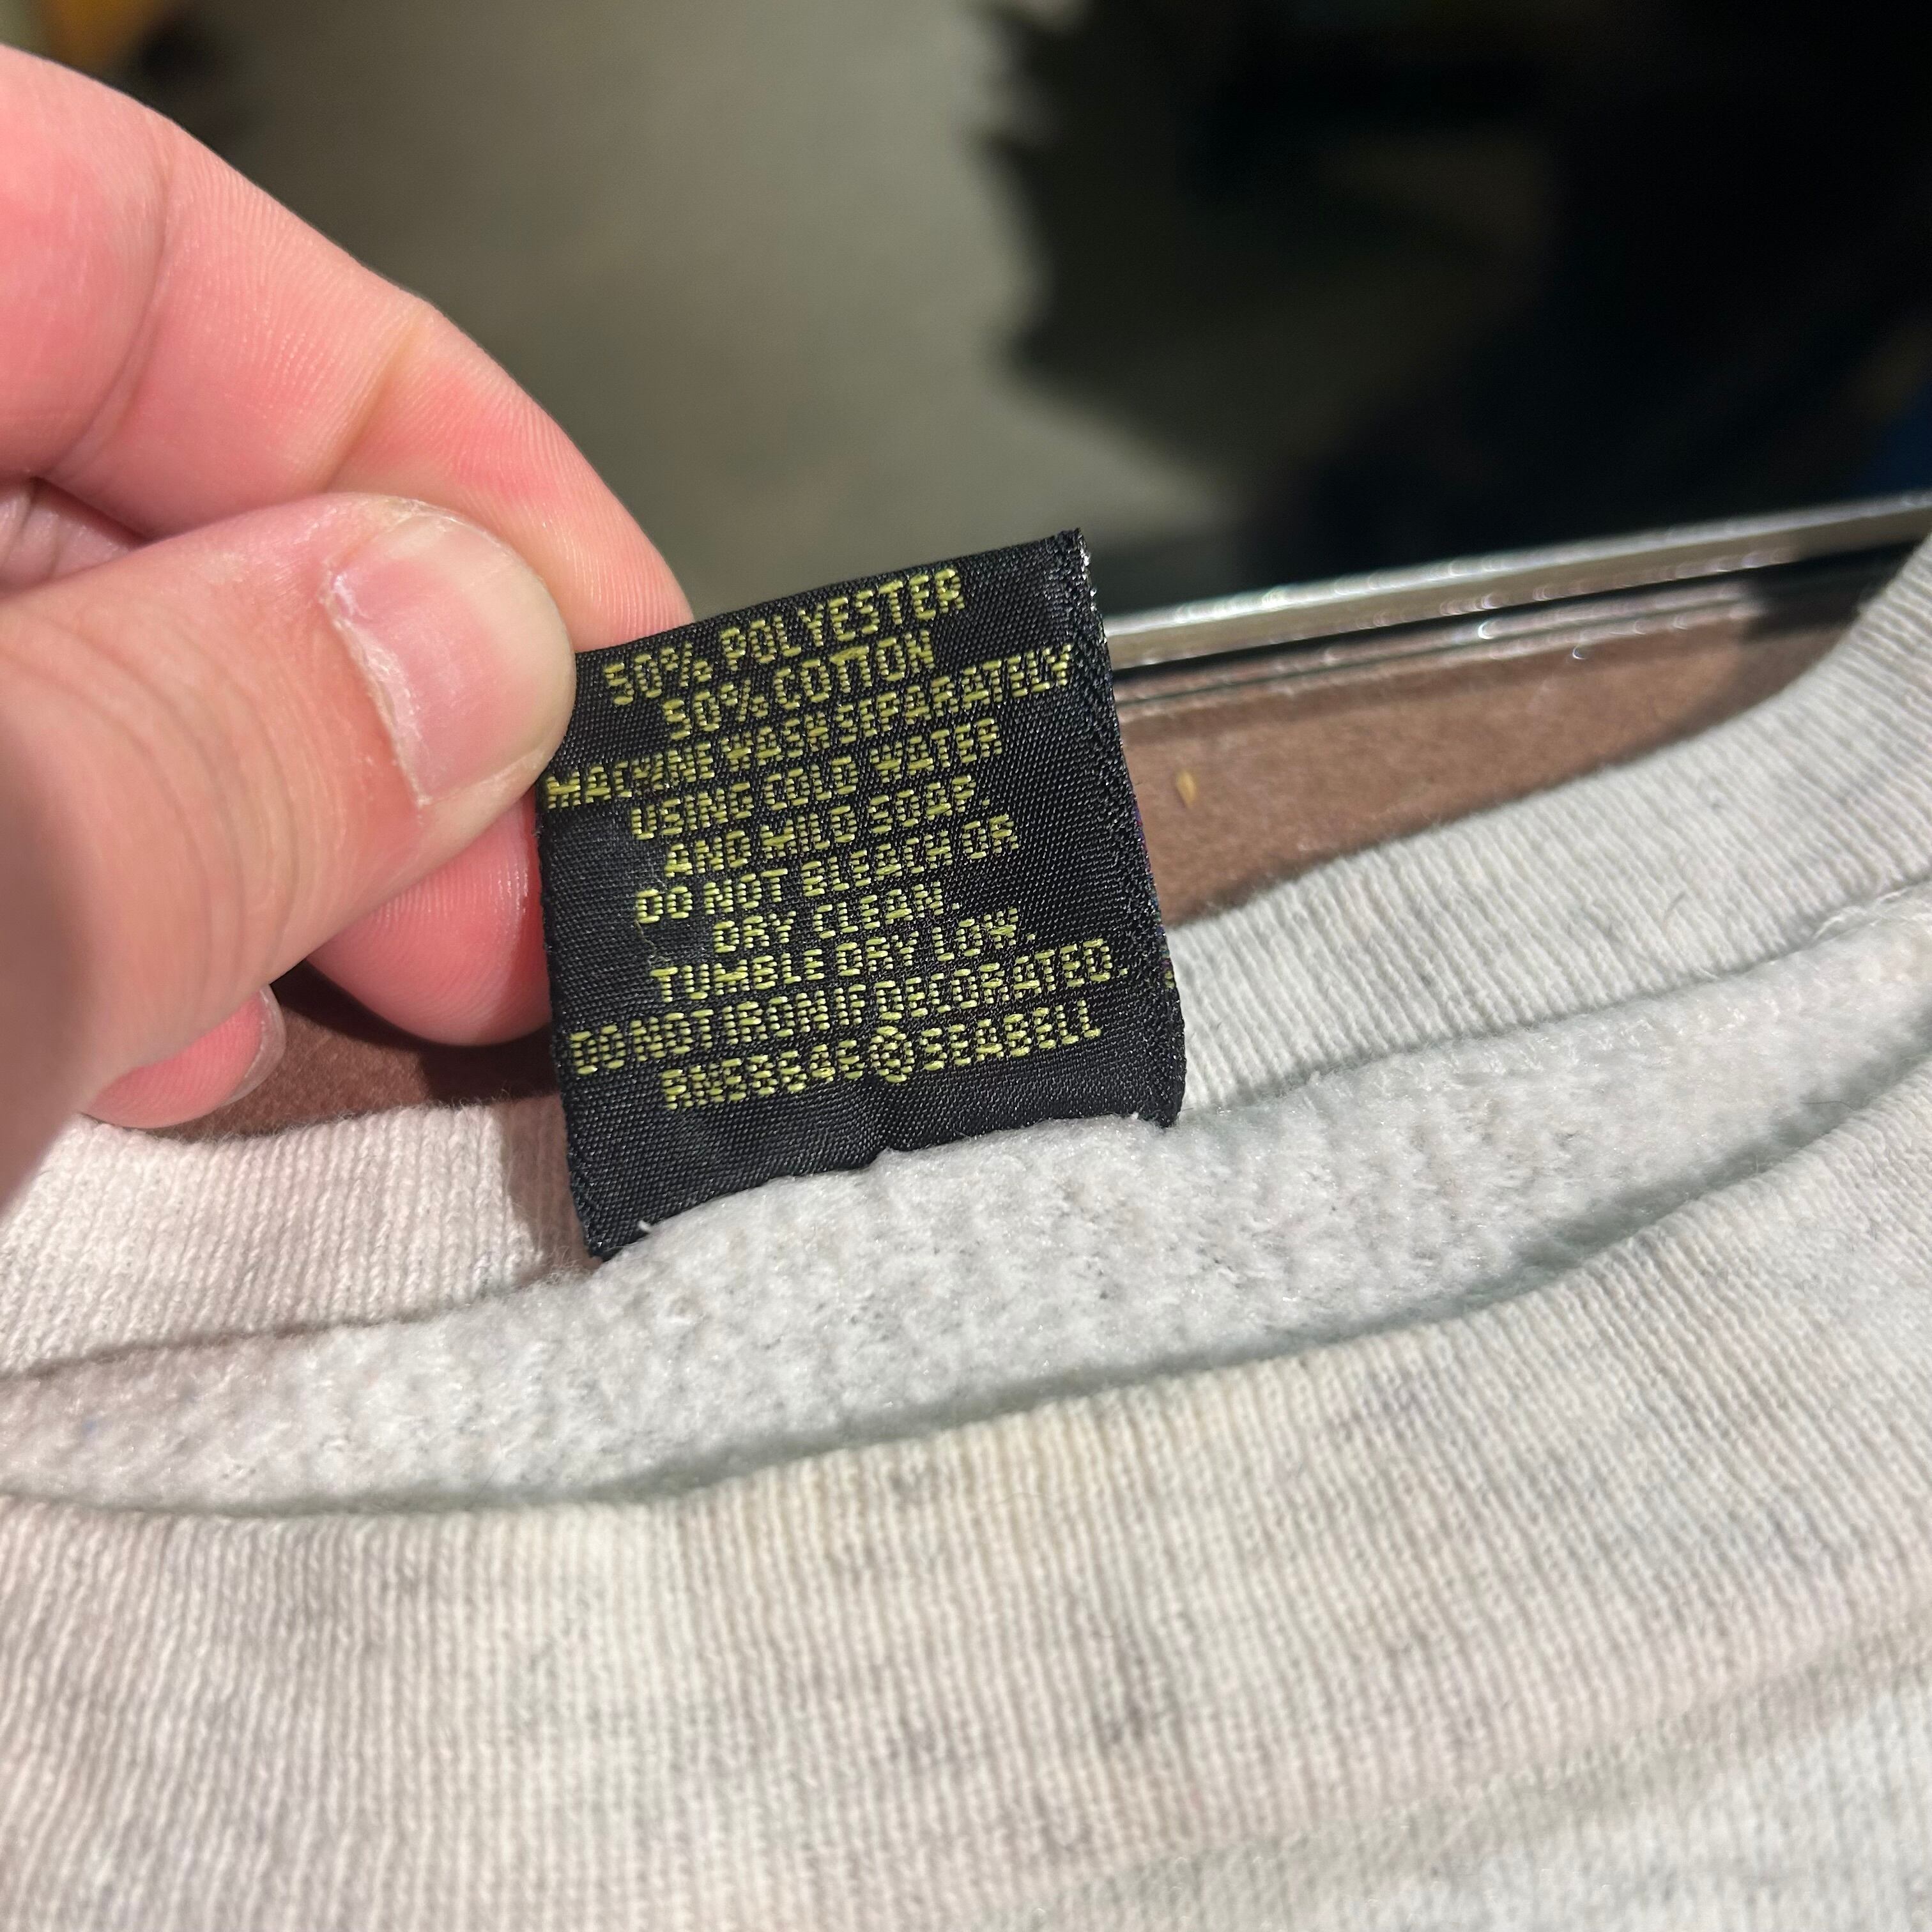 50% POLYESTER
50% COTTON
MACHINE WASH SEPARATELY
USING COLD WATER
AND MILD SOAP.
DO NOT BLEACH OR
DRY CLEAN
TUMBLE DRY LOW.
DO NOT IRON IF DECORATED.
© SEABELL